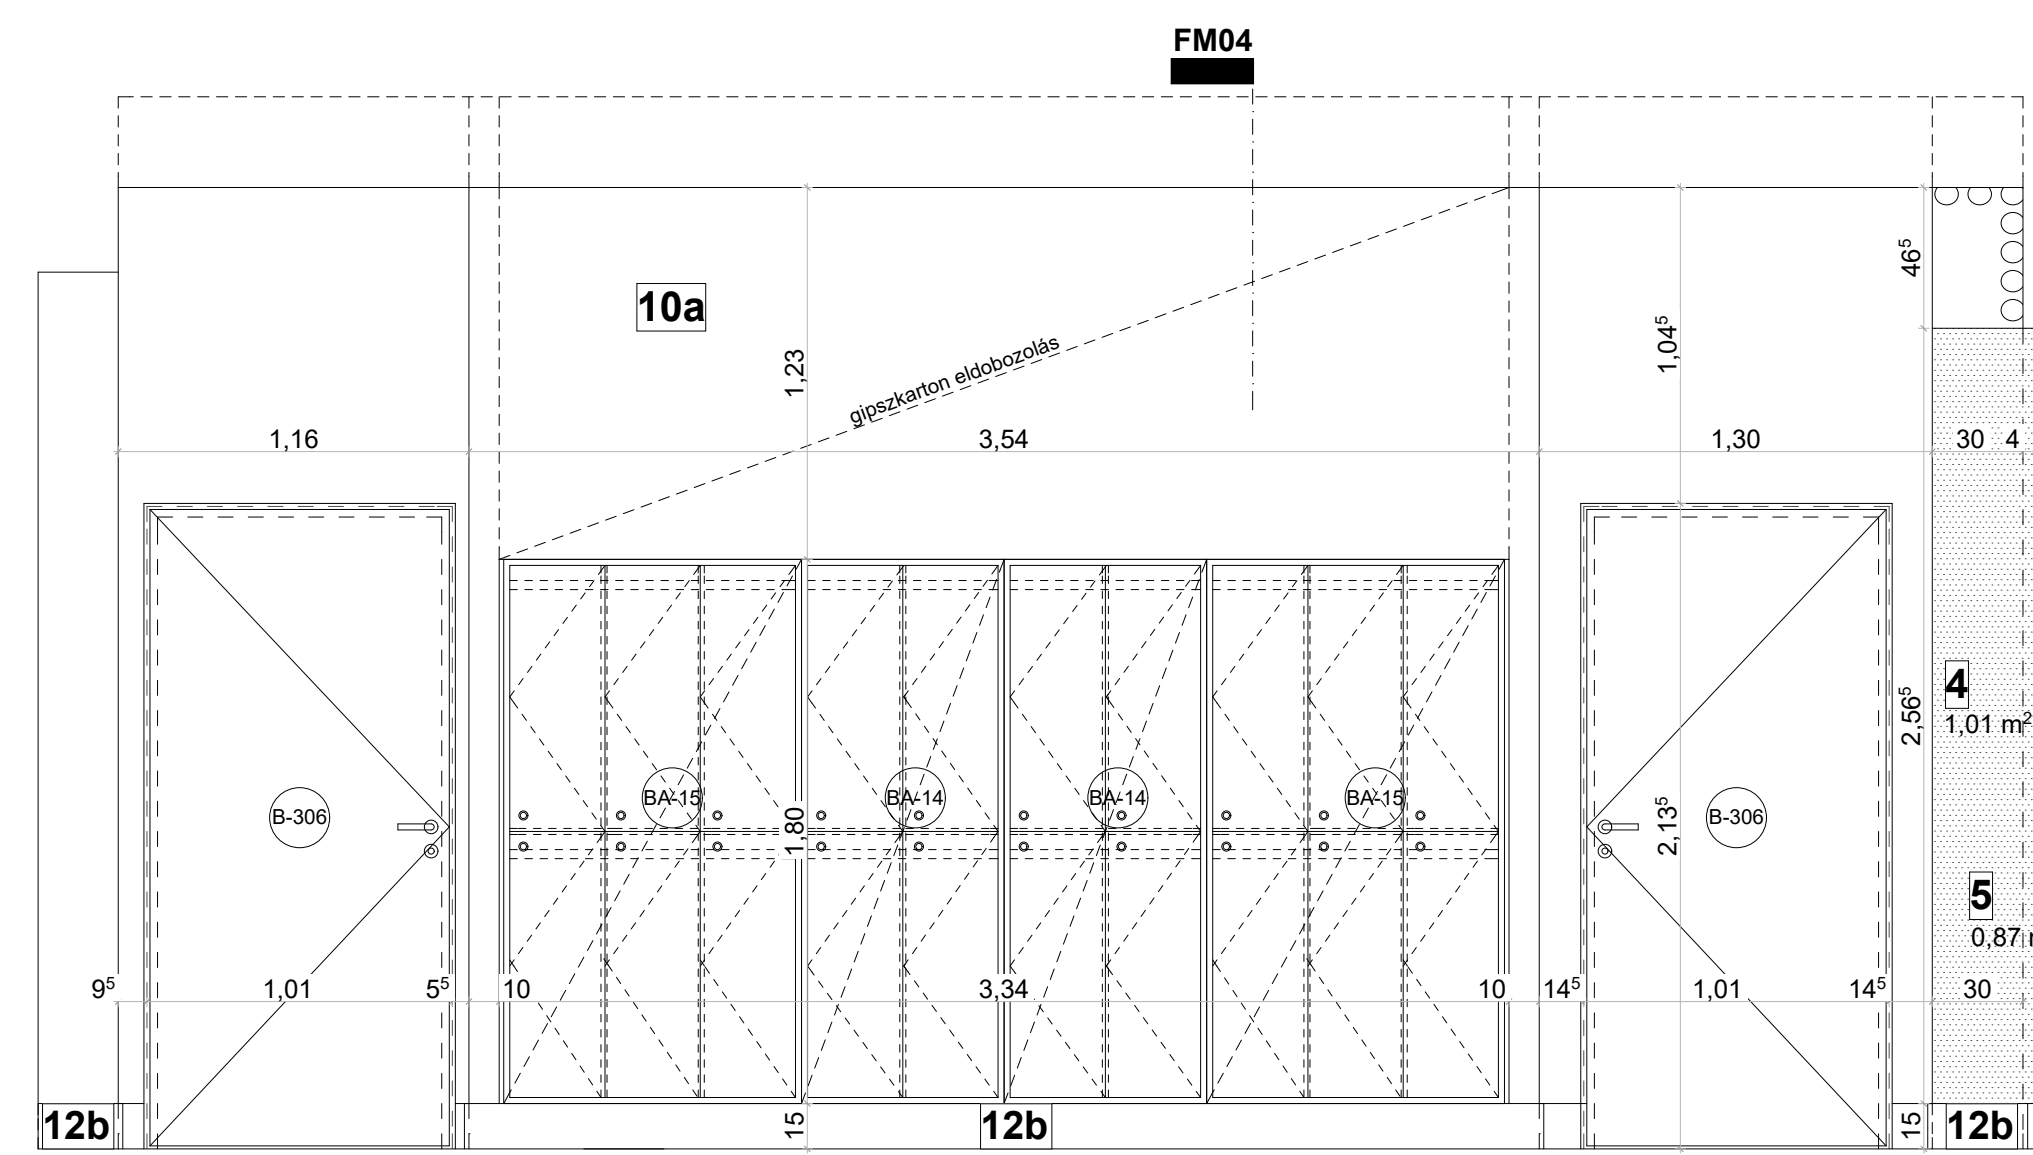 FM04
46⁵
10a
1,23
gipszkarton eldobozolás
1,04⁵
1,16
3,54
1,30
30
4
4
1,01 m²
2,56⁵
B-306
BA-15
1,80
BA-14
BA-14
BA-15
2,13⁵
B-306
5
0,87
9⁵
1,01
5⁵
10
3,34
10
14⁵
1,01
14⁵
30
12b
15
12b
15
12b